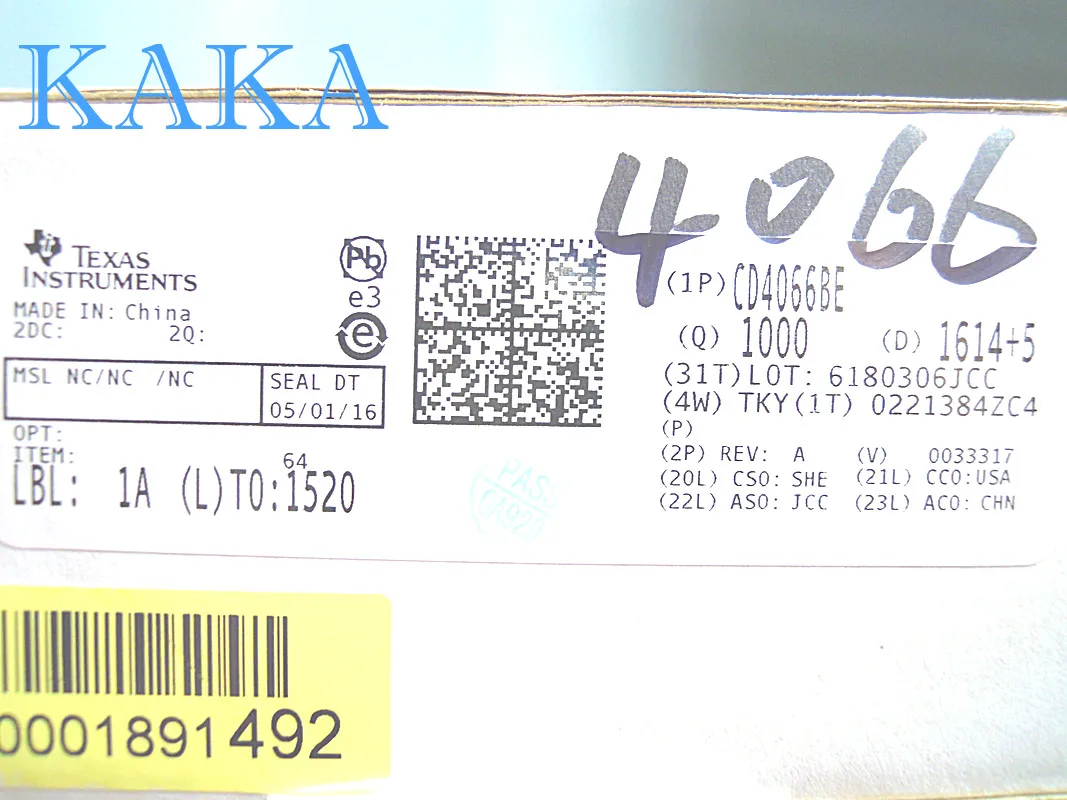 KAKA
4066
TEXAS
INSTRUMENTS
MADE IN: China
2DC: 2Q:
Pb
e3
e
MSL NC/NC /NC
SEAL DT
05/01/16
OPT:
ITEM:
64
LBL: 1A (L)TO:1520
(1P)CD4066BE
(Q) 1000 (D) 1614+5
(31T)LOT: 6180306JCC
(4W) TKY(1T) 0221384ZC4
(P)
(2P) REV: A (V) 0033317
(20L) CSO: SHE (21L) CCO:USA
(22L) ASO: JCC (23L) ACO: CHN
PASS
0001891492